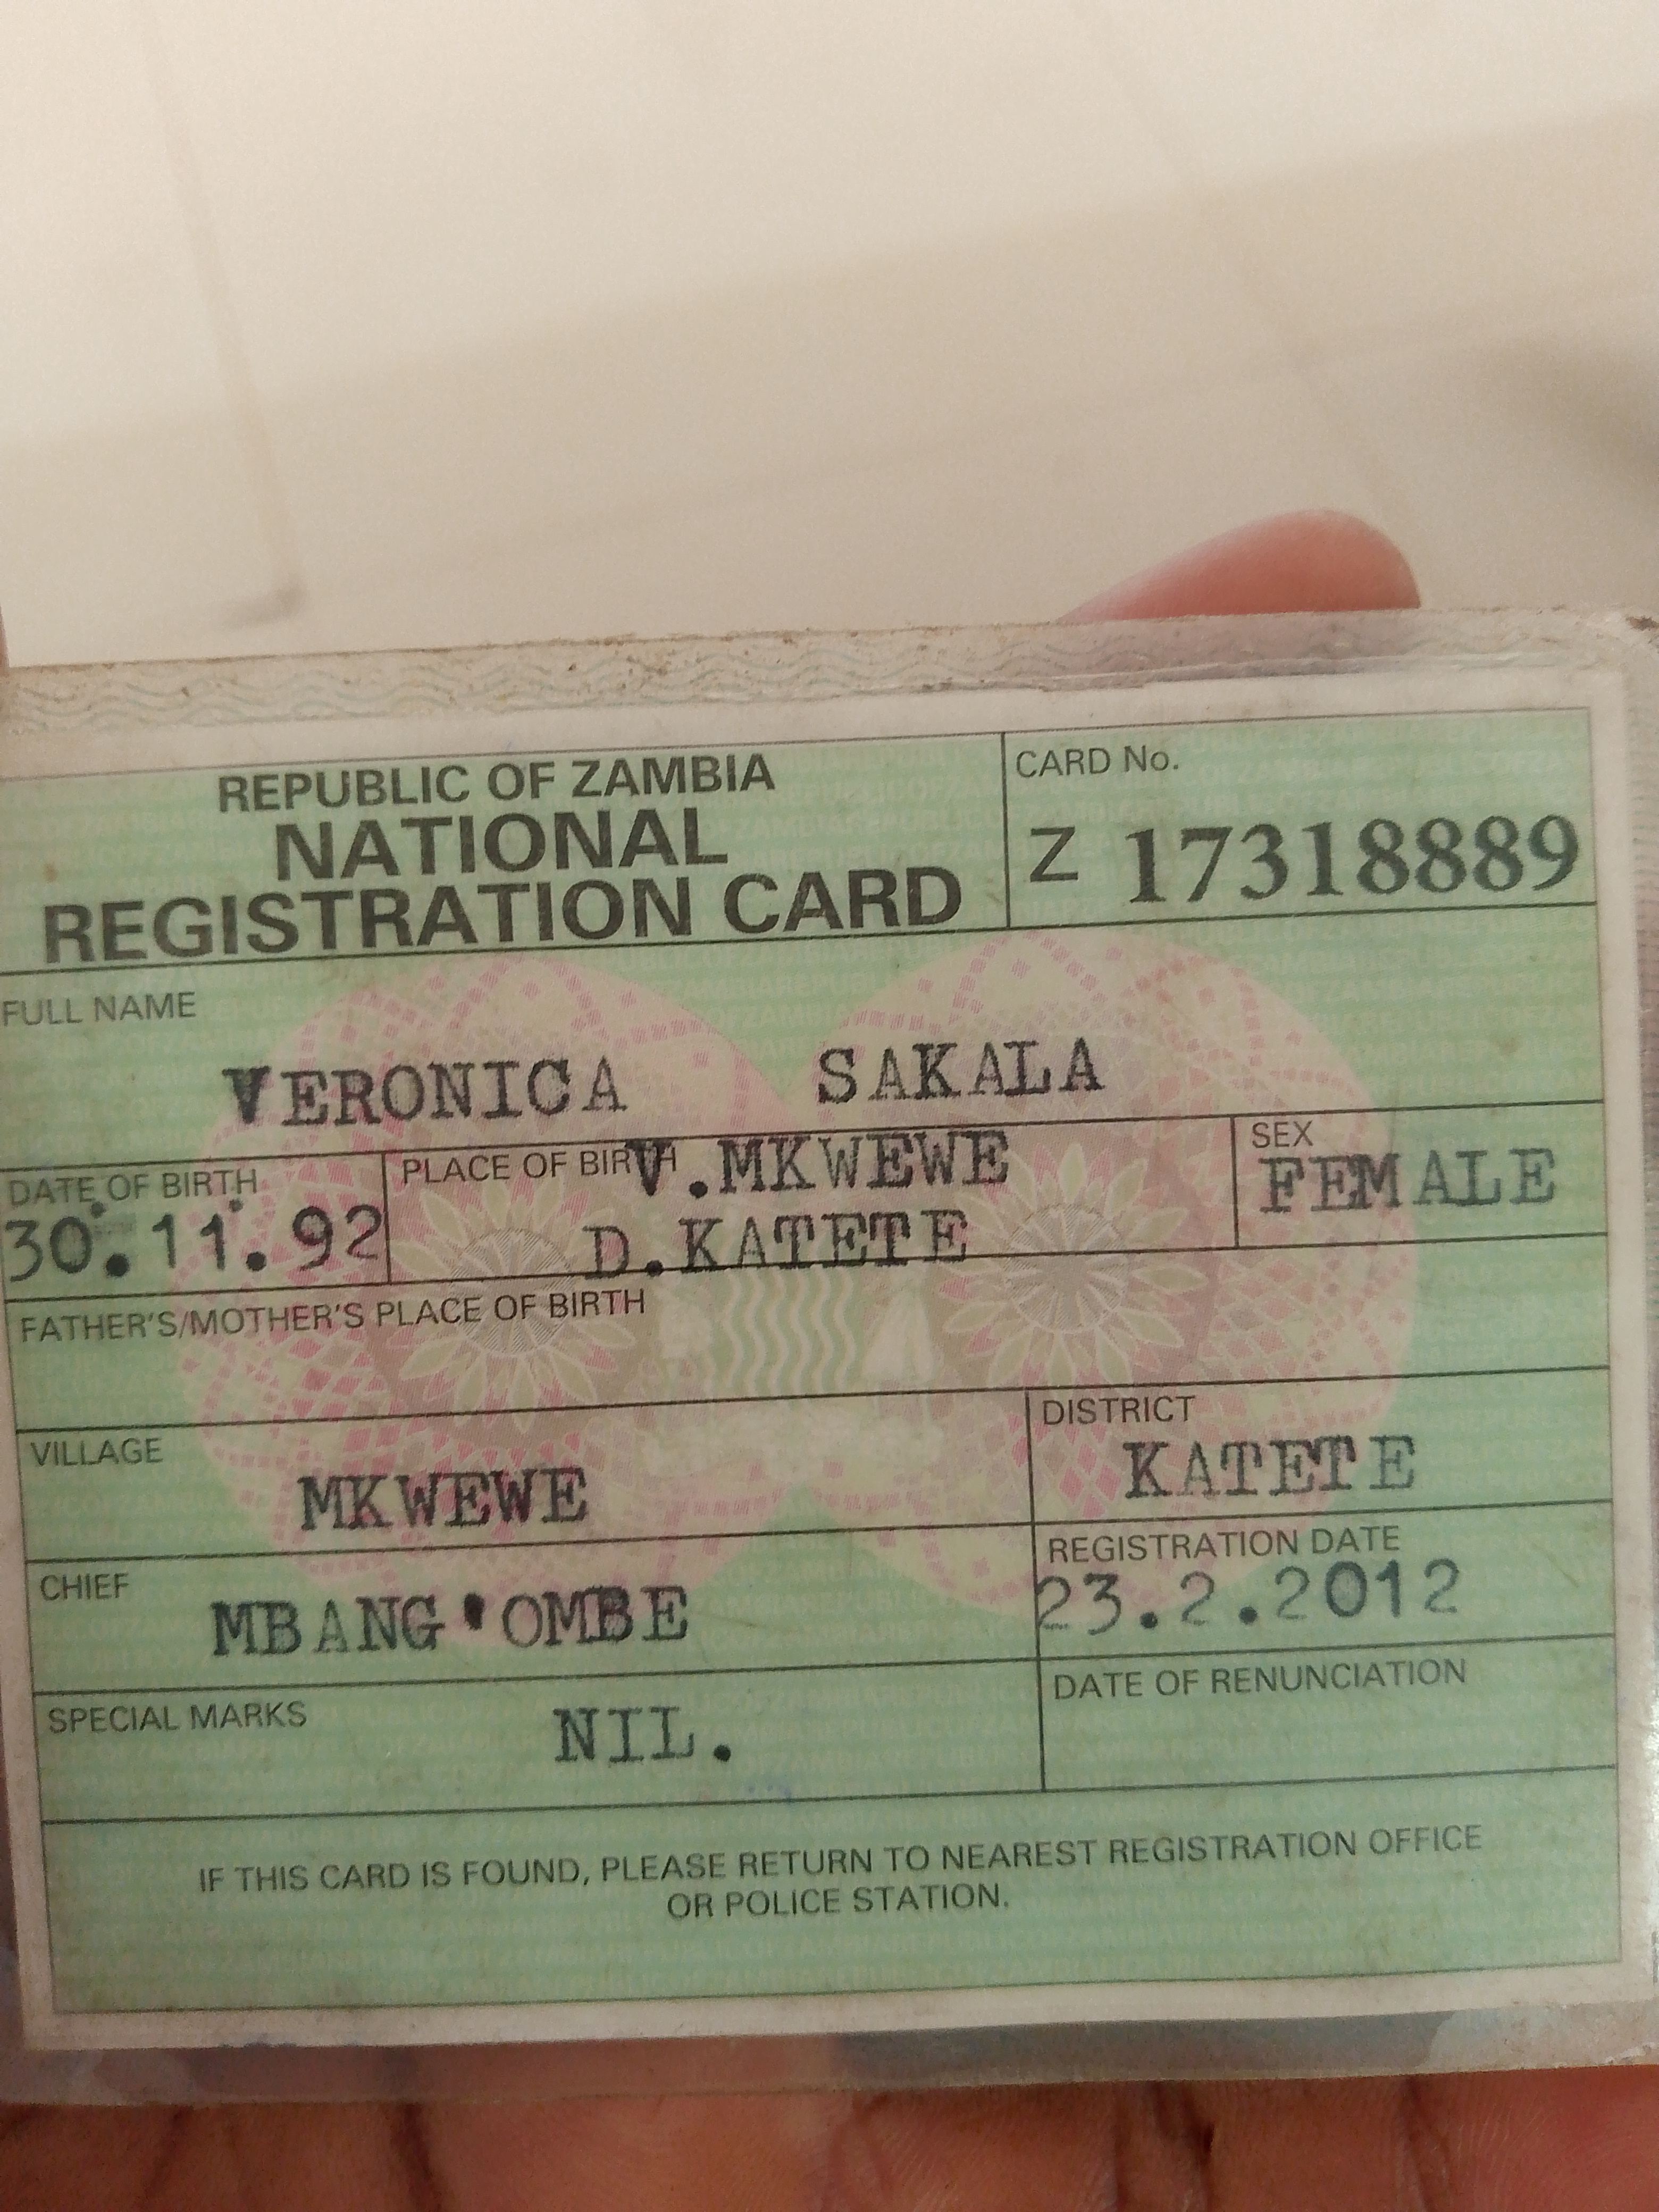 REPUBLIC OF ZAMBIA
NATIONAL
REGISTRATION CARD
CARD No.
Z 17318889
FULL NAME
VERONICA SAKALA
DATE OF BIRTH
30.11.92
PLACE OF BIRTH
V.MKWEWE
D.KATETE
SEX
FEMALE
FATHER'S/MOTHER'S PLACE OF BIRTH
VILLAGE
MKWEWE
DISTRICT
KATETE
CHIEF
MBANG'OMBE
REGISTRATION DATE
23.2.2012
SPECIAL MARKS
NIL.
DATE OF RENUNCIATION
IF THIS CARD IS FOUND, PLEASE RETURN TO NEAREST REGISTRATION OFFICE
OR POLICE STATION.